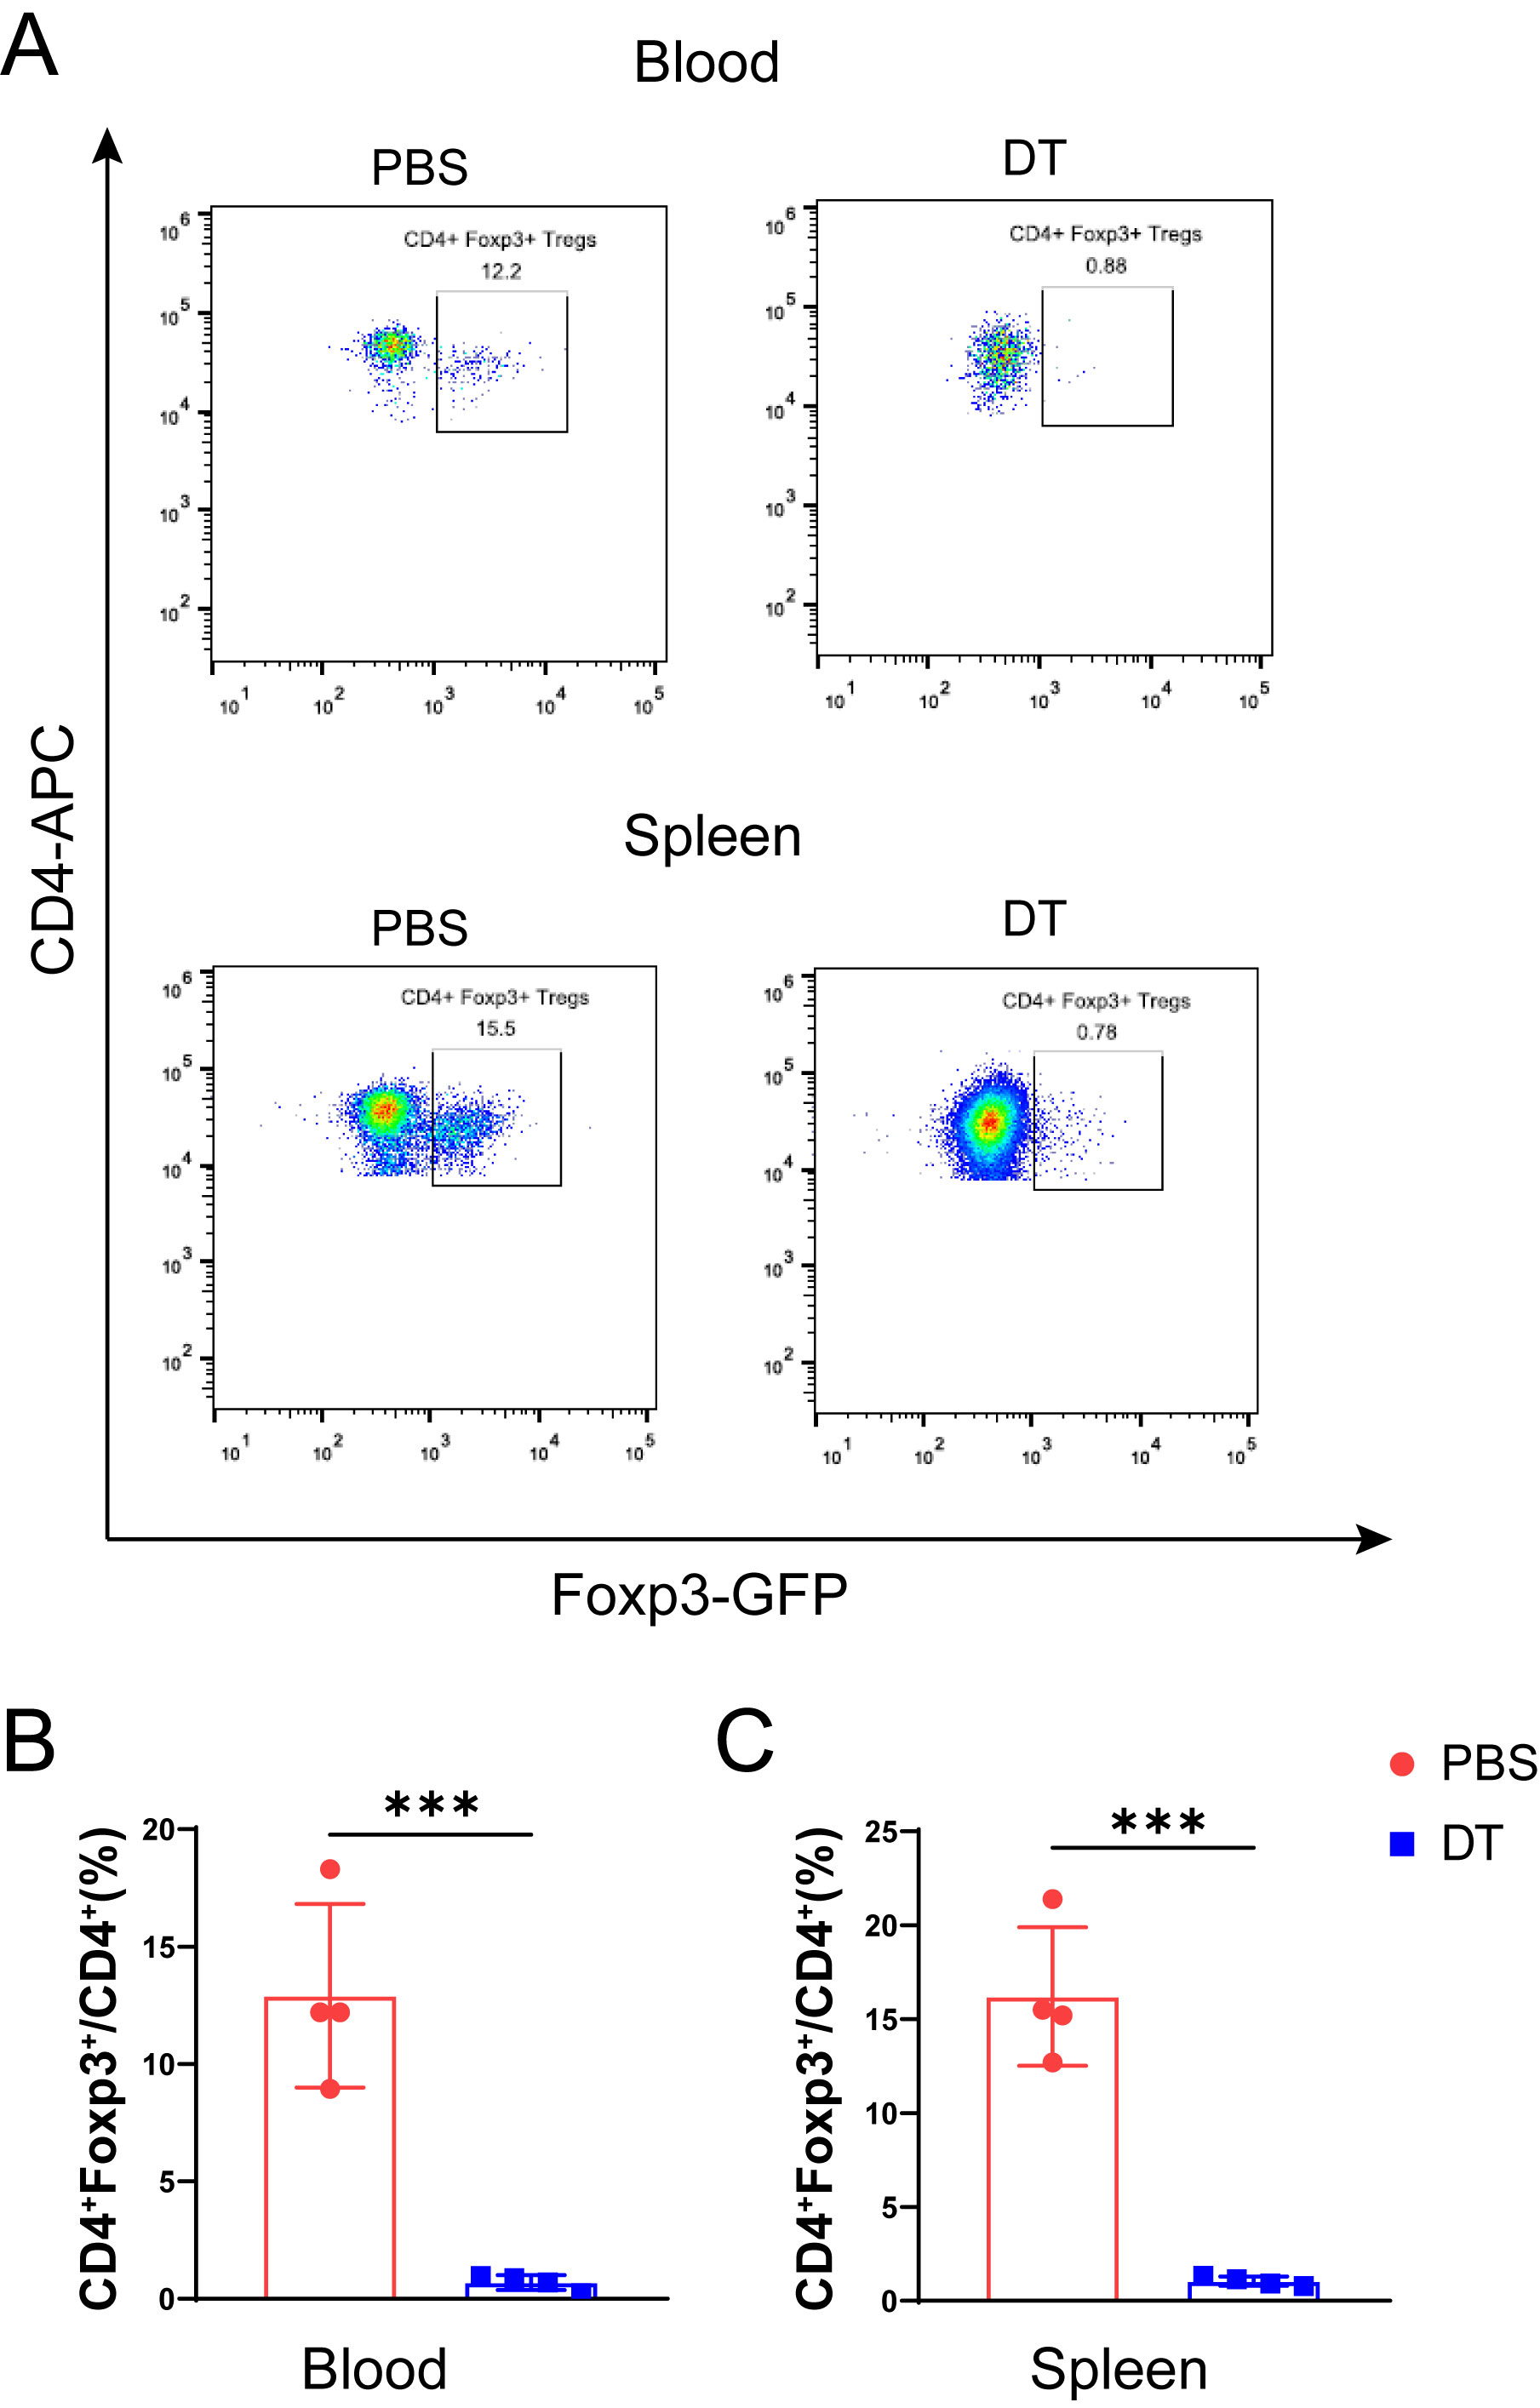 A
Blood
PBS
DT
CD4+ Foxp3+ Tregs
12.2
10^6
10^5
10^4
10^3
10^2
10^1 10^2 10^3 10^4 10^5
CD4+ Foxp3+ Tregs
0.88
10^6
10^5
10^4
10^3
10^2
10^1 10^2 10^3 10^4 10^5
CD4-APC
Spleen
PBS
DT
CD4+ Foxp3+ Tregs
15.5
10^6
10^5
10^4
10^3
10^2
10^1 10^2 10^3 10^4 10^5
CD4+ Foxp3+ Tregs
0.78
10^6
10^5
10^4
10^3
10^2
10^1 10^2 10^3 10^4 10^5
Foxp3-GFP
B
CD4⁺Foxp3⁺/CD4⁺(%)
20
15
10
5
0
***
Blood
C
CD4⁺Foxp3⁺/CD4⁺(%)
25
20
15
10
5
0
***
Spleen
PBS
DT